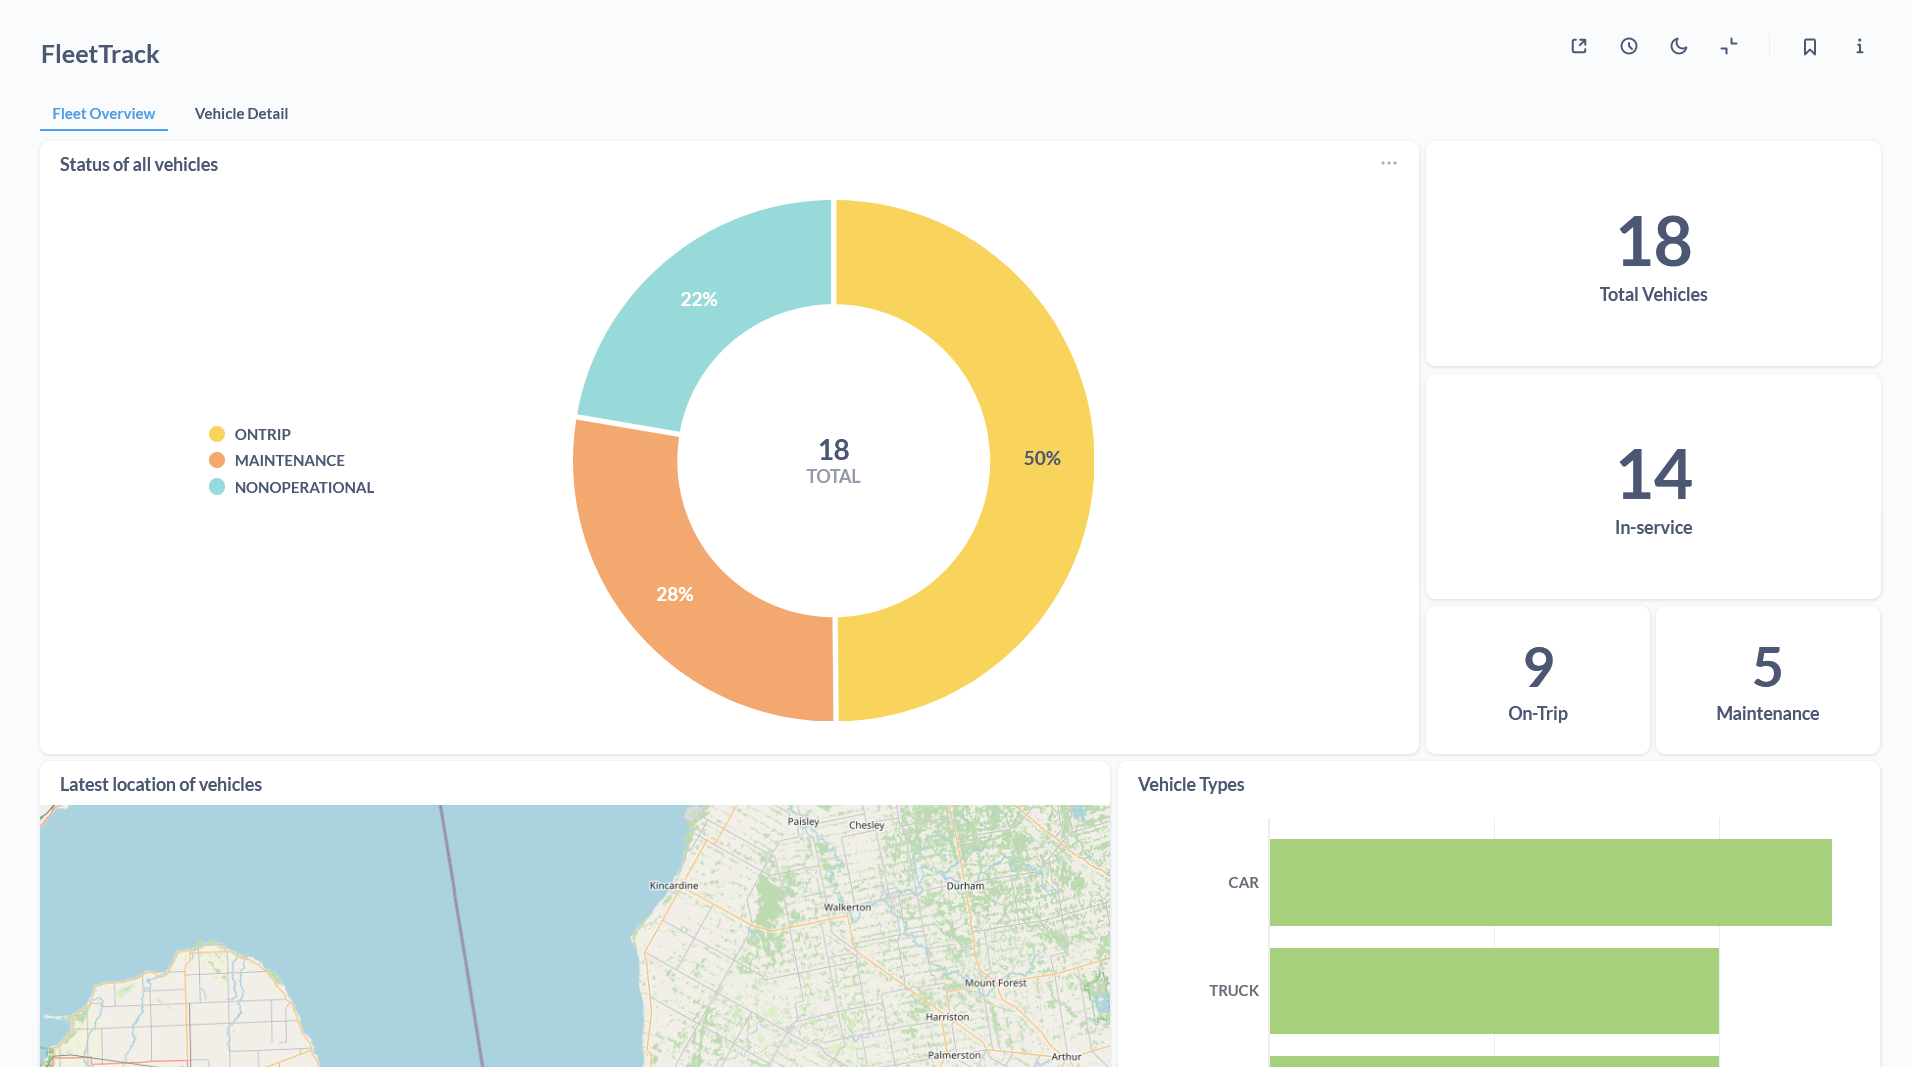 FleetTrack
Fleet Overview
Vehicle Detail
Status of all vehicles
ONTRIP
MAINTENANCE
NONOPERATIONAL
22%
50%
28%
18
TOTAL
18
Total Vehicles
14
In-service
9
On-Trip
5
Maintenance
Latest location of vehicles
Paisley
Chesley
Kincardine
Durham
Walkerton
Mount Forest
Harriston
Palmerston
Arthur
Vehicle Types
CAR
TRUCK